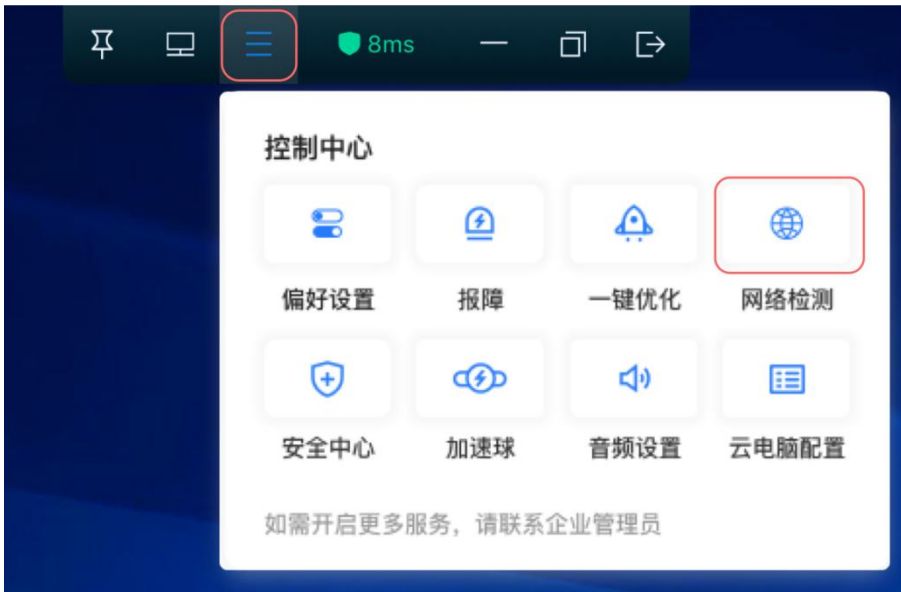 8ms
控制中心
偏好设置 报障 一键优化 网络检测
安全中心 加速球 音频设置 云电脑配置
如需开启更多服务，请联系企业管理员